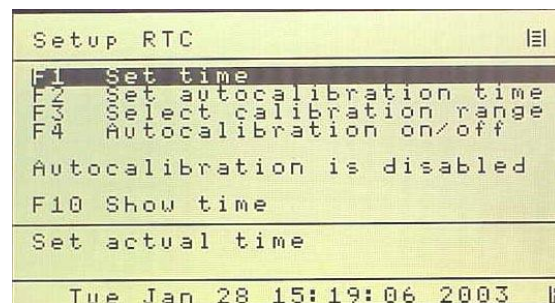 Setup RTC
F1 Set time
F2 Set autocalibration time
F3 Select calibration range
F4 Autocalibration on/off
Autocalibration is disabled
F10 Show time
Set actual time
Tue Jan 28 15:19:06 2003